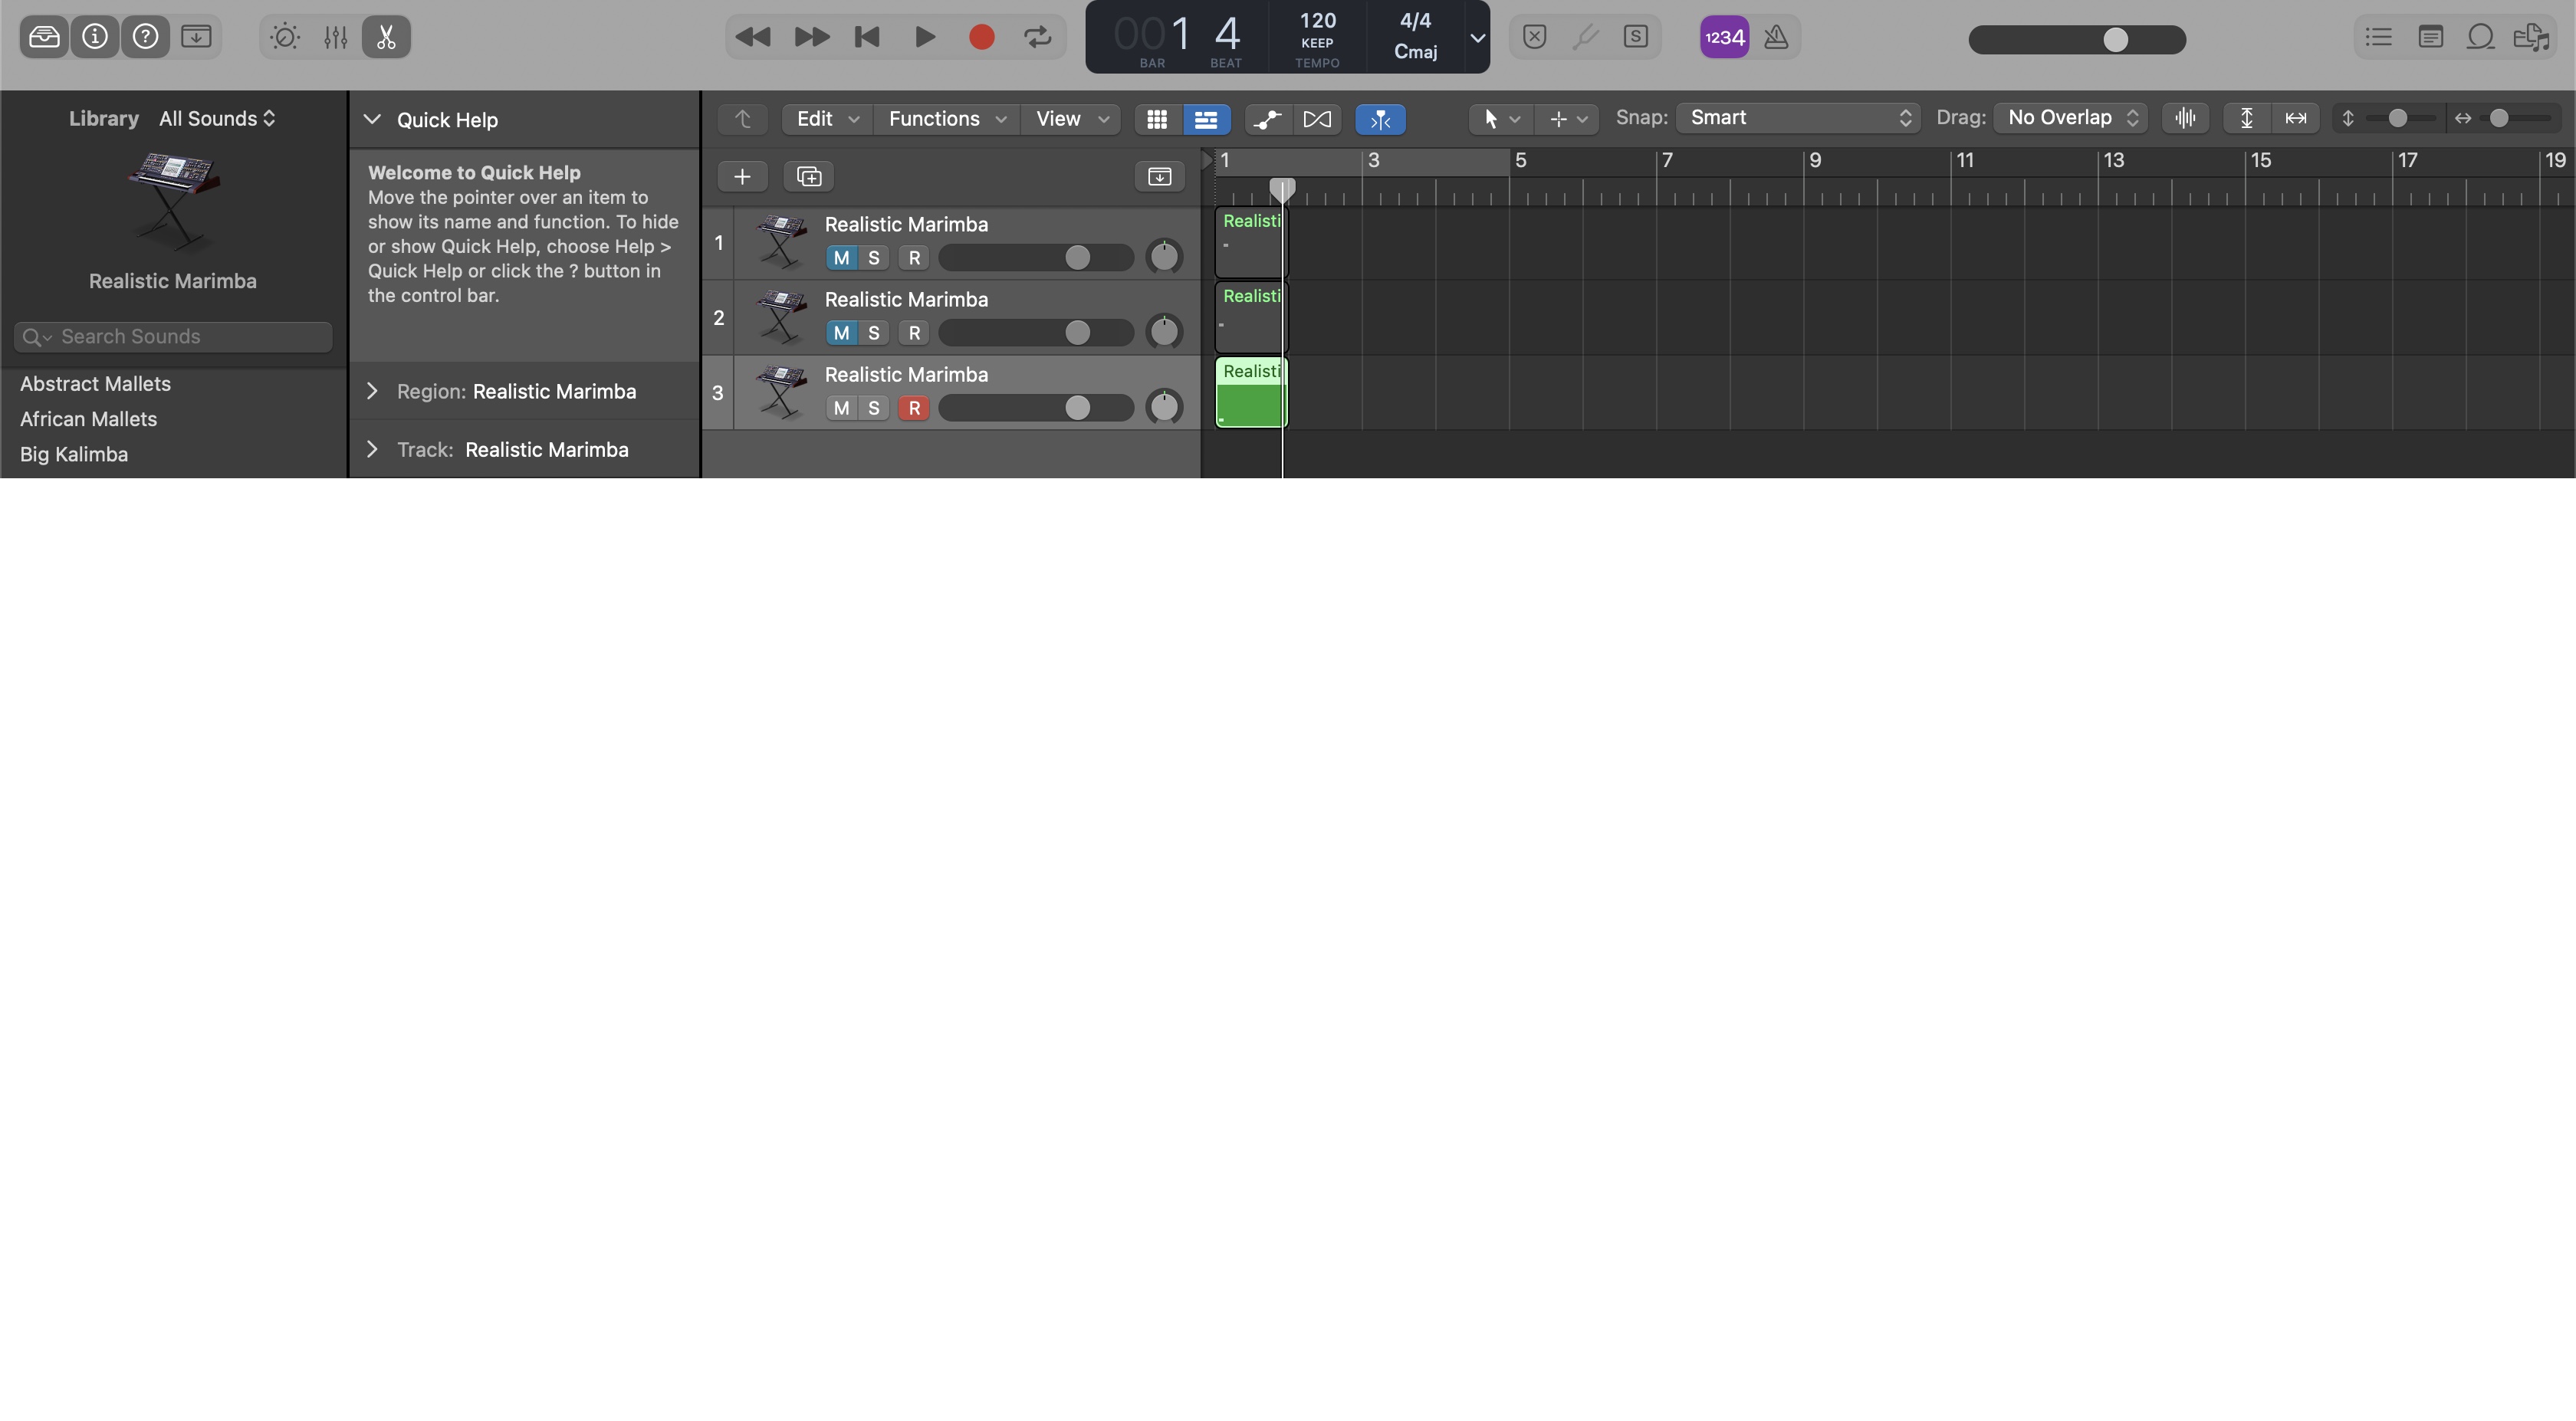 001 4 120 4/4
KEEP Cmaj
BAR BEAT TEMPO
S
1234
Library All Sounds
Quick Help
Edit Functions View
Snap: Smart
Drag: No Overlap
Welcome to Quick Help
Move the pointer over an item to
show its name and function. To hide
or show Quick Help, choose Help >
Quick Help or click the ? button in
the control bar.
Realistic Marimba
Search Sounds
Abstract Mallets
African Mallets
Big Kalimba
Region: Realistic Marimba
Track: Realistic Marimba
1 3 5 7 9 11 13 15 17 19
1 Realistic Marimba
M S R
Realisti
2 Realistic Marimba
M S R
Realisti
3 Realistic Marimba
M S R
Realisti